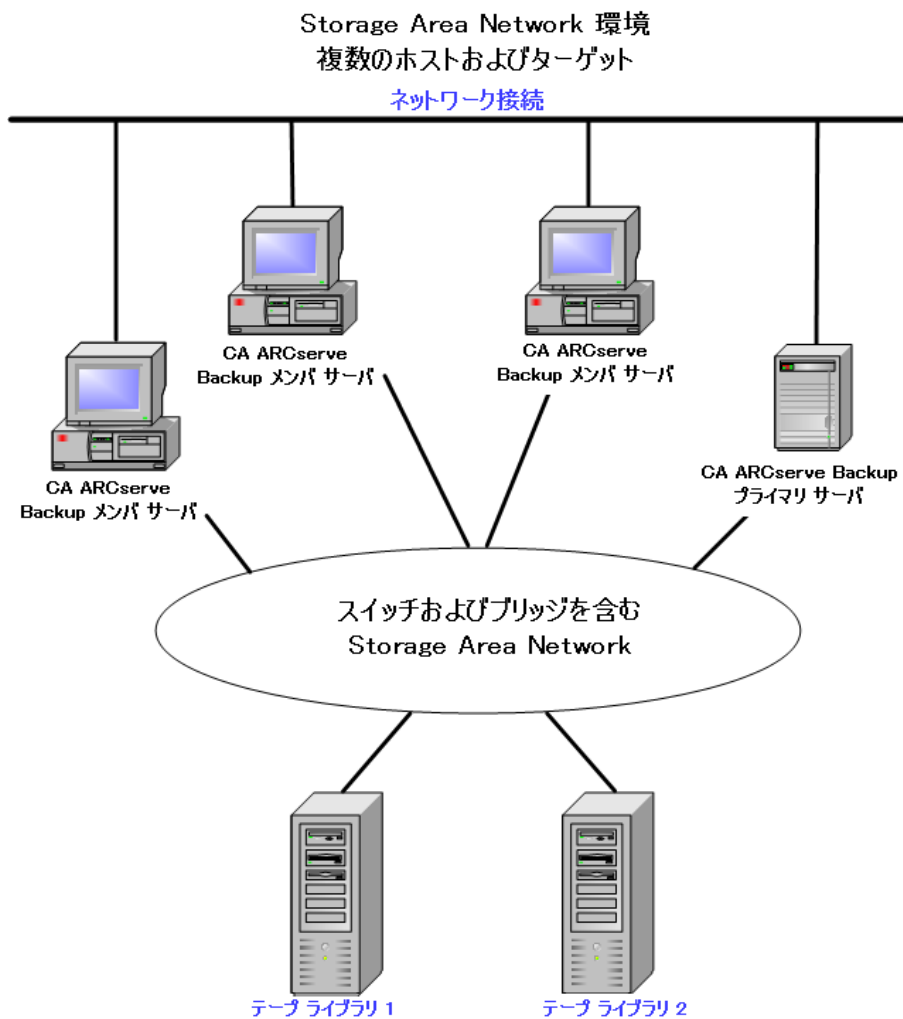 Storage Area Network 環境
複数のホストおよびターゲット
ネットワーク接続
CA ARCserve
Backup メンバ サーバ
CA ARCserve
Backup メンバ サーバ
CA ARCserve
Backup メンバ サーバ
CA ARCserve Backup
プライマリ サーバ
スイッチおよびブリッジを含む
Storage Area Network
テープ ライブラリ 1
テープ ライブラリ 2